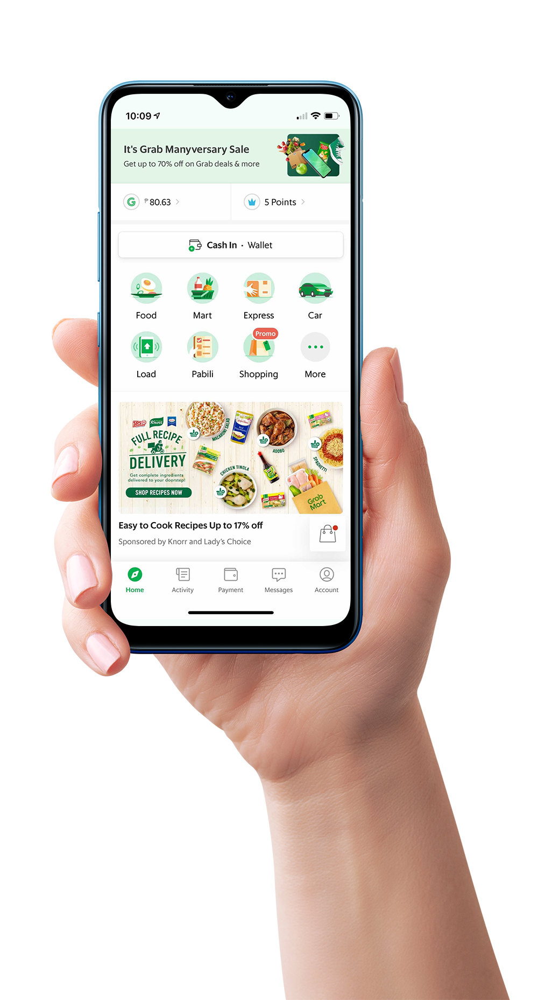 10:09
It's Grab Manyversary Sale
Get up to 70% off on Grab deals & more
₱ 80.63
5 Points
Cash In · Wallet
Food
Mart
Express
Car
Promo
Load
Pabili
Shopping
More
SRS
Knorr
FULL RECIPE
DELIVERY
Get complete ingredients
delivered to your doorstep!
SHOP RECIPES NOW
MACARONI SALAD
ADOBO
SPAGHETTI
CHICKEN TINOLA
Grab
Mart
Easy to Cook Recipes Up to 17% off
Sponsored by Knorr and Lady's Choice
Home
Activity
Payment
Messages
Account